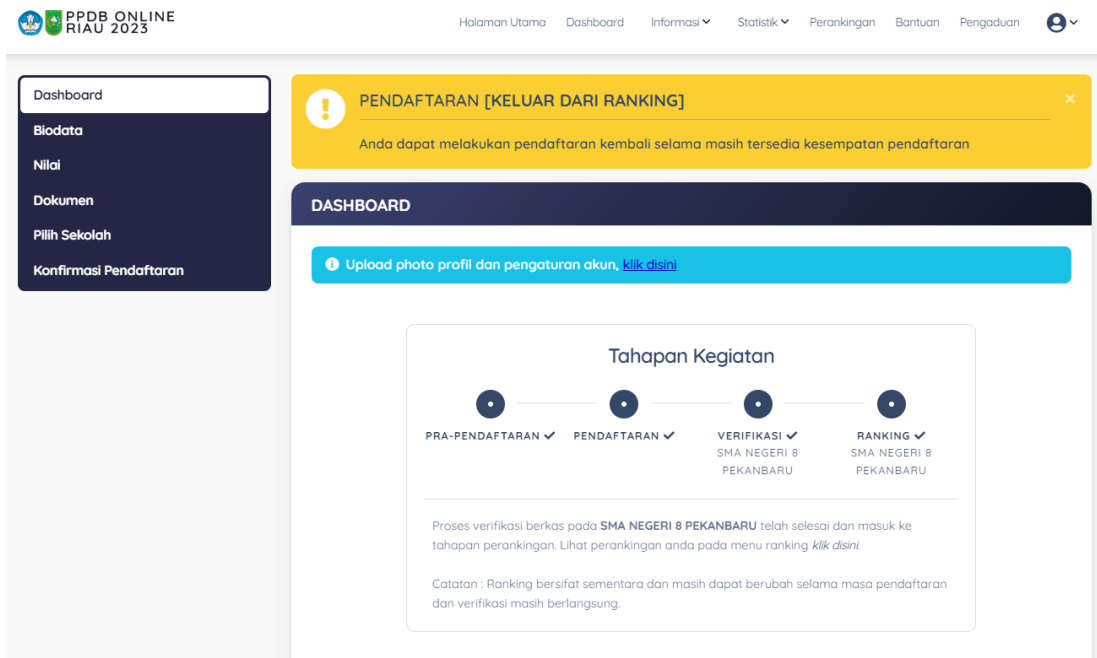 PPDB ONLINE
RIAU 2023
Halaman Utama Dashboard Informasi Statistik Perankingan Bantuan Pengaduan
Dashboard
Biodata
Nilai
Dokumen
Pilih Sekolah
Konfirmasi Pendaftaran
PENDAFTARAN [KELUAR DARI RANKING]
×
Anda dapat melakukan pendaftaran kembali selama masih tersedia kesempatan pendaftaran
DASHBOARD
Upload photo profil dan pengaturan akun, klik disini
Tahapan Kegiatan
PRA-PENDAFTARAN ✓ PENDAFTARAN ✓ VERIFIKASI ✓ RANKING ✓
SMA NEGERI 8 SMA NEGERI 8
PEKANBARU PEKANBARU
Proses verifikasi berkas pada SMA NEGERI 8 PEKANBARU telah selesai dan masuk ke
tahapan perankingan. Lihat perankingan anda pada menu ranking klik disini.
Catatan : Ranking bersifat sementara dan masih dapat berubah selama masa pendaftaran
dan verifikasi masih berlangsung.